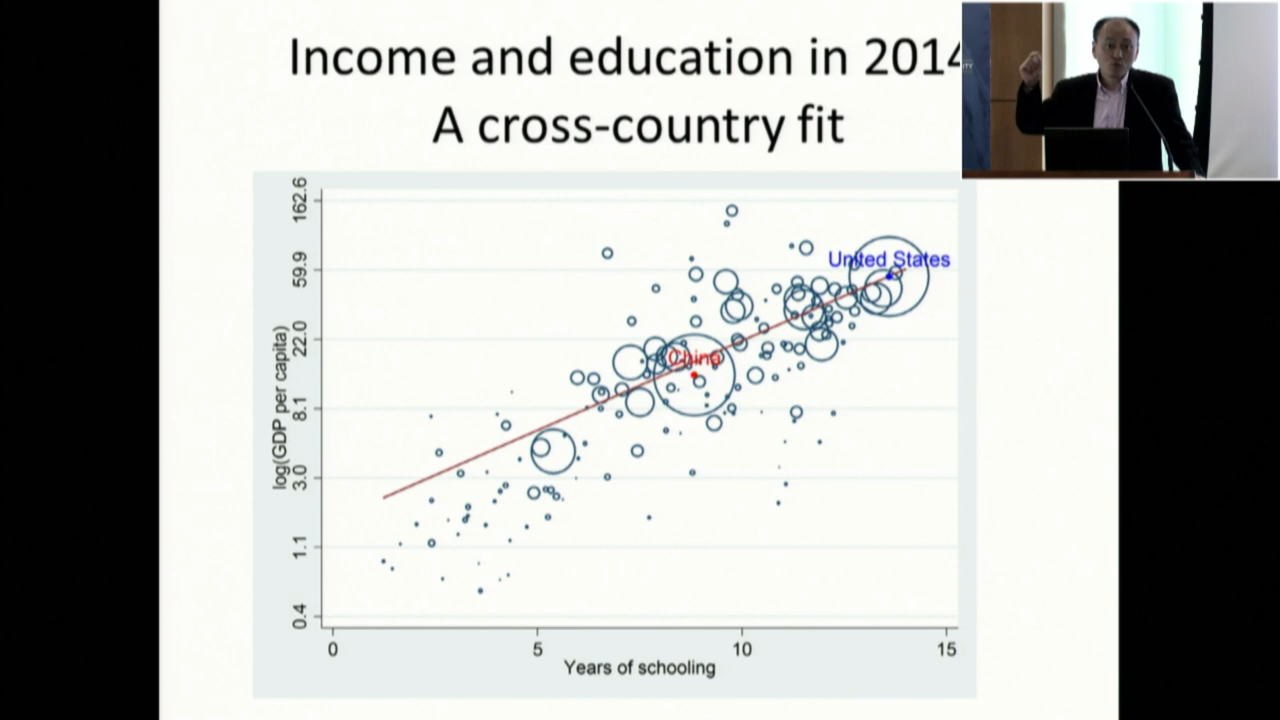 Income and education in 2014
A cross-country fit
TY
log(GDP per capita)
162.6
59.9
22.0
8.1
3.0
1.1
0.4
United States
China
0
5
10
15
Years of schooling